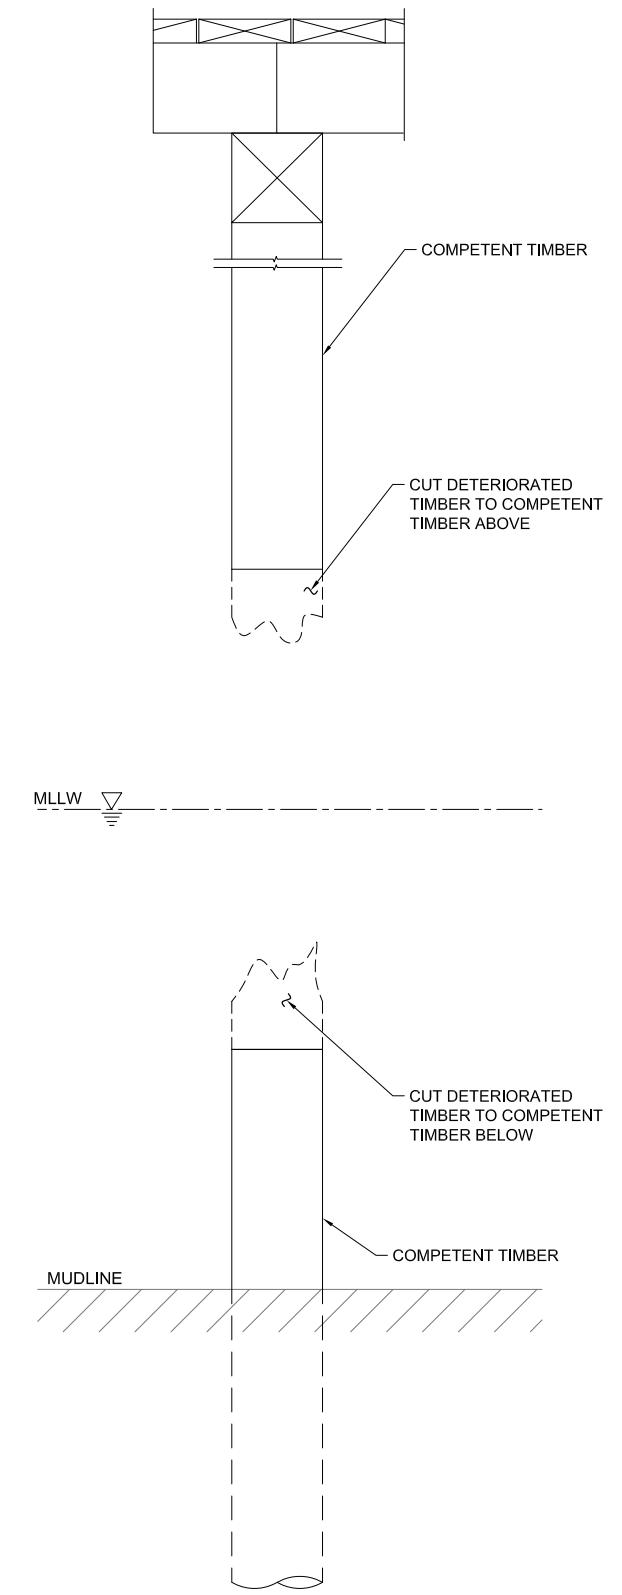 COMPETENT TIMBER
CUT DETERIORATED
TIMBER TO COMPETENT
TIMBER ABOVE
MLLW
CUT DETERIORATED
TIMBER TO COMPETENT
TIMBER BELOW
COMPETENT TIMBER
MUDLINE